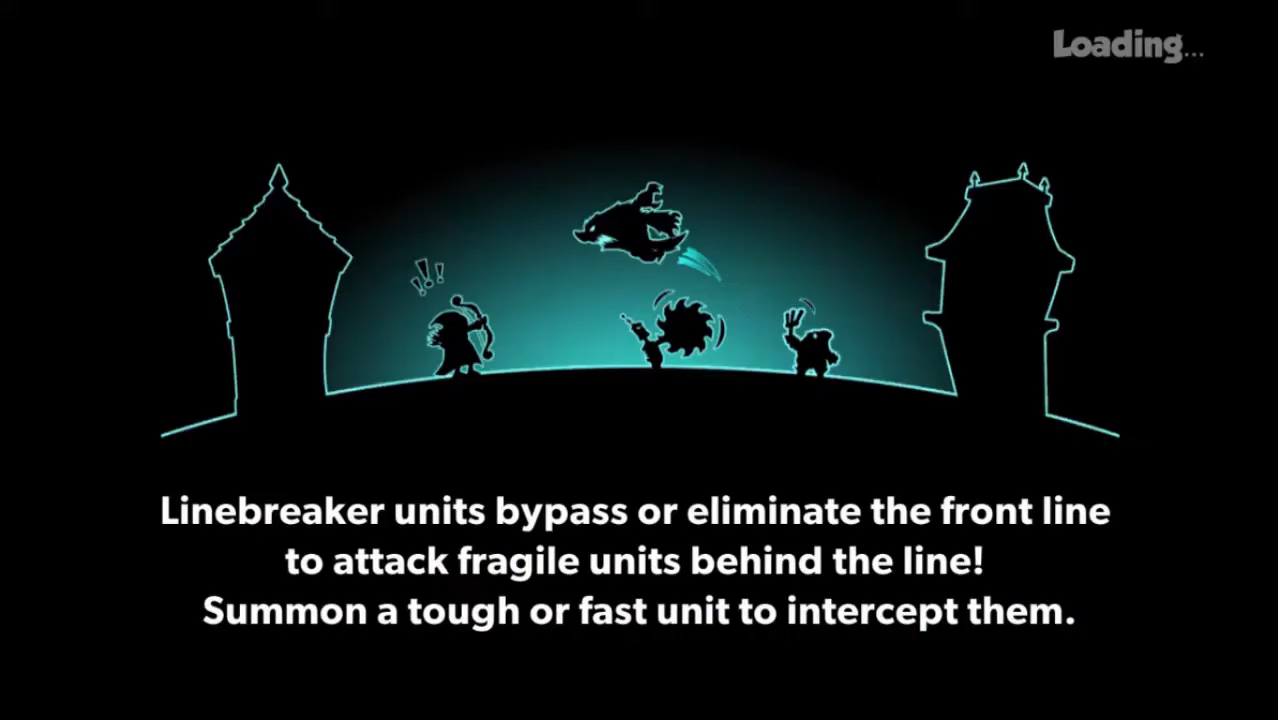 Loading...
!!!
Linebreaker units bypass or eliminate the front line
to attack fragile units behind the line!
Summon a tough or fast unit to intercept them.